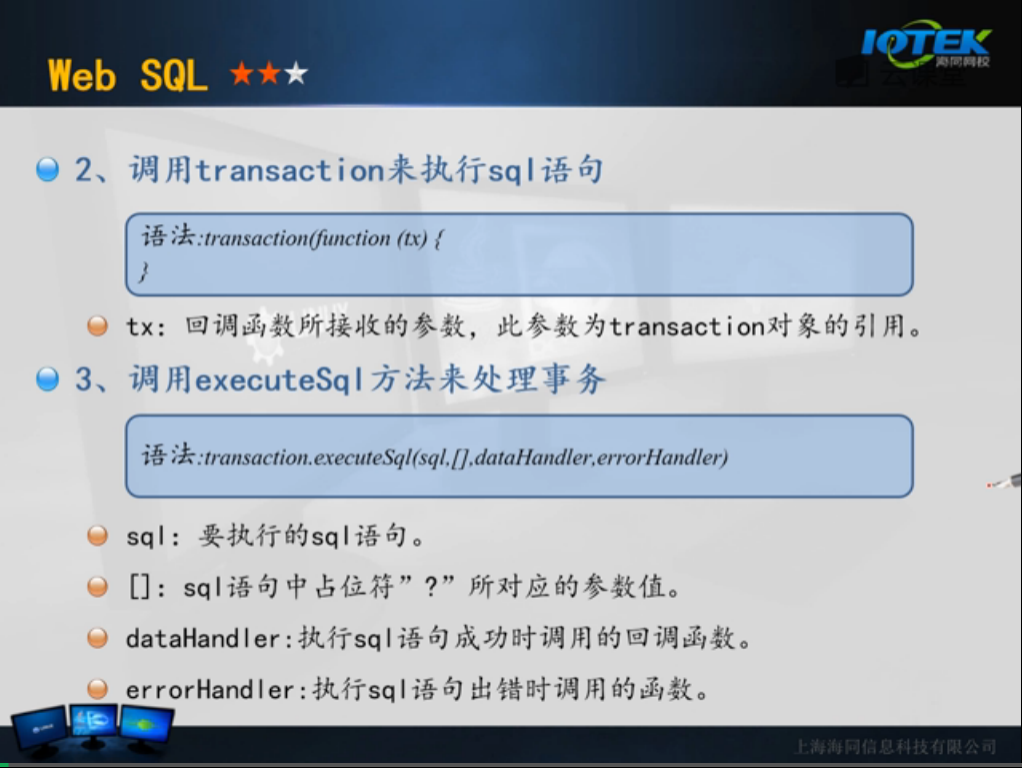 IOTEK
海同网校
Web SQL
2、调用transaction来执行sql语句
语法:transaction(function (tx) {
}
tx: 回调函数所接收的参数，此参数为transaction对象的引用。
3、调用executeSql方法来处理事务
语法:transaction.executeSql(sql,[],dataHandler,errorHandler)
sql: 要执行的sql语句。
[]: sql语句中占位符”?”所对应的参数值。
dataHandler:执行sql语句成功时调用的回调函数。
errorHandler:执行sql语句出错时调用的函数。
上海海同信息科技有限公司